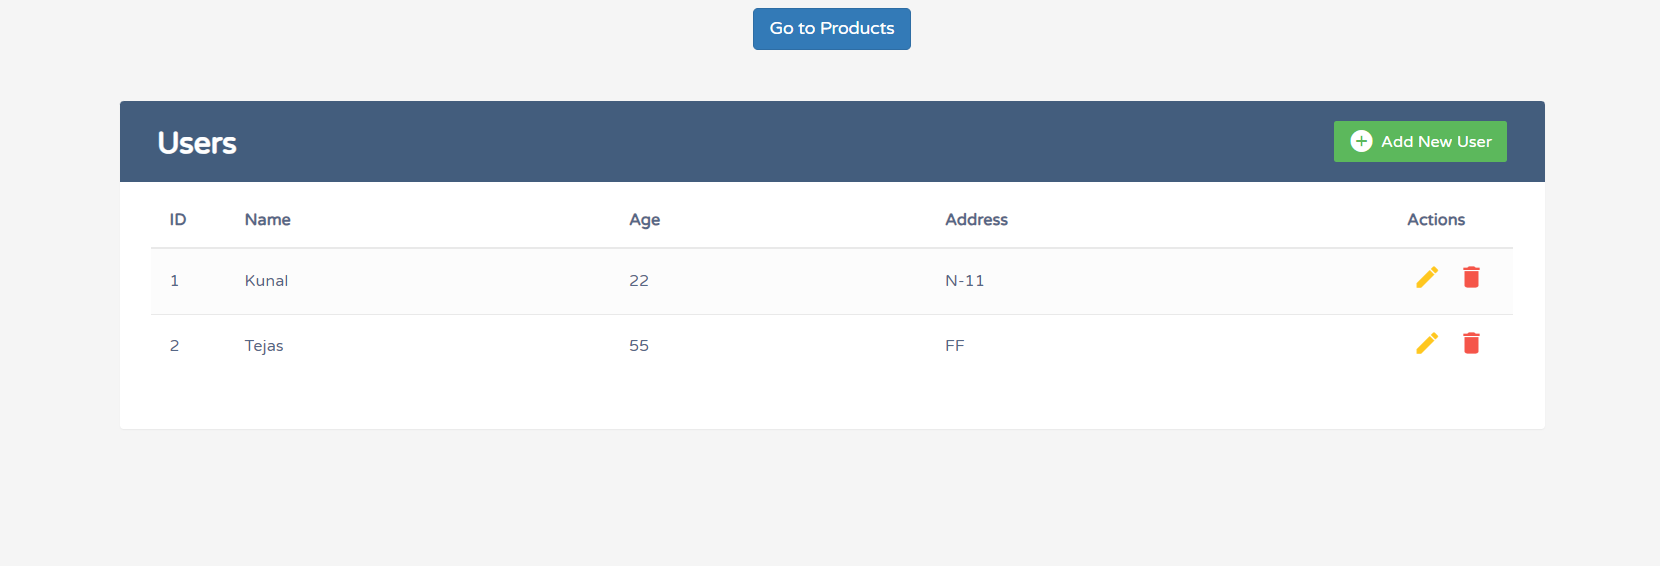 Go to Products
Users
Add New User
ID Name Age Address Actions
1 Kunal 22 N-11
2 Tejas 55 FF